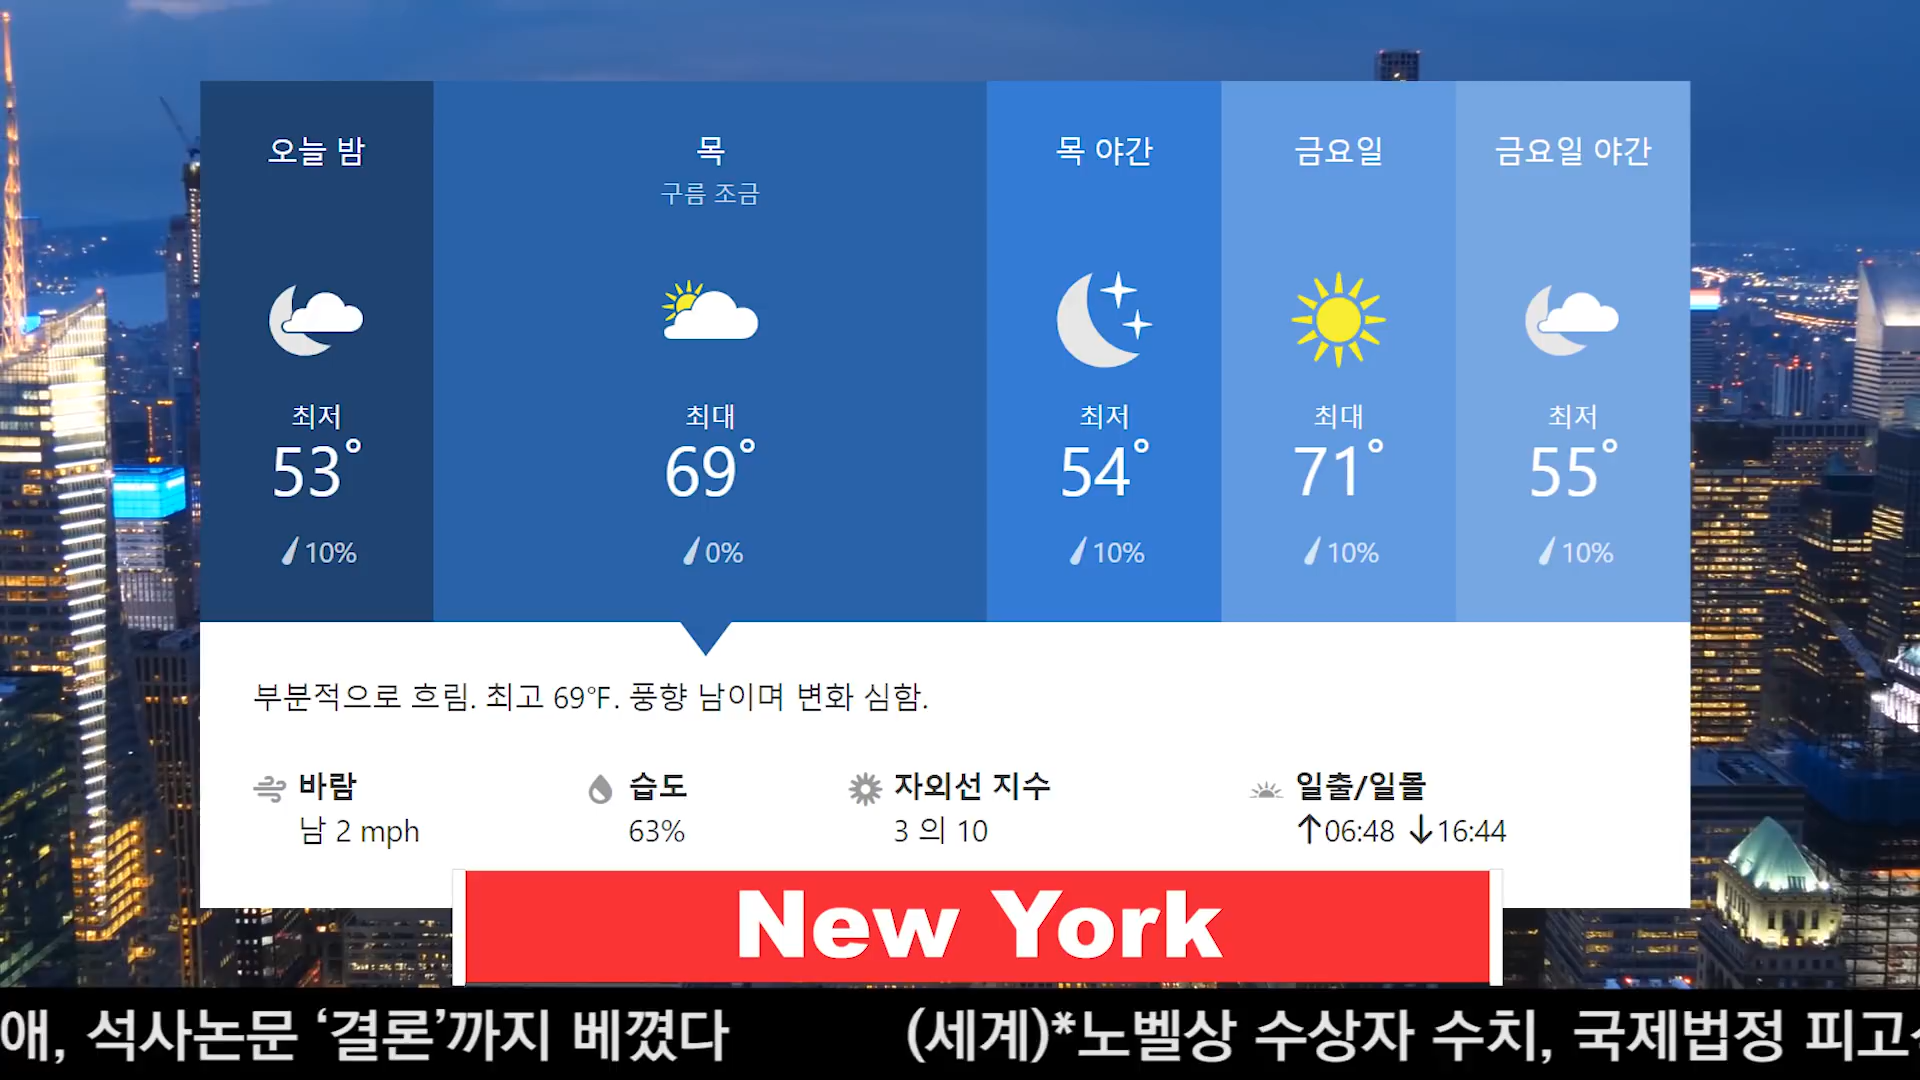 오늘 밤
목
구름 조금
목 야간
금요일
금요일 야간
최저
최대
최저
최대
최저
53°
69°
54°
71°
55°
10%
0%
10%
10%
10%
부분적으로 흐림. 최고 69°F. 풍향 남이며 변화 심함.
바람
습도
자외선 지수
일출/일몰
남 2 mph
63%
3 의 10
↑06:48 ↓16:44
New York
애, 석사논문 ‘결론’까지 베꼈다
(세계)*노벨상 수상자 수치, 국제법정 피고